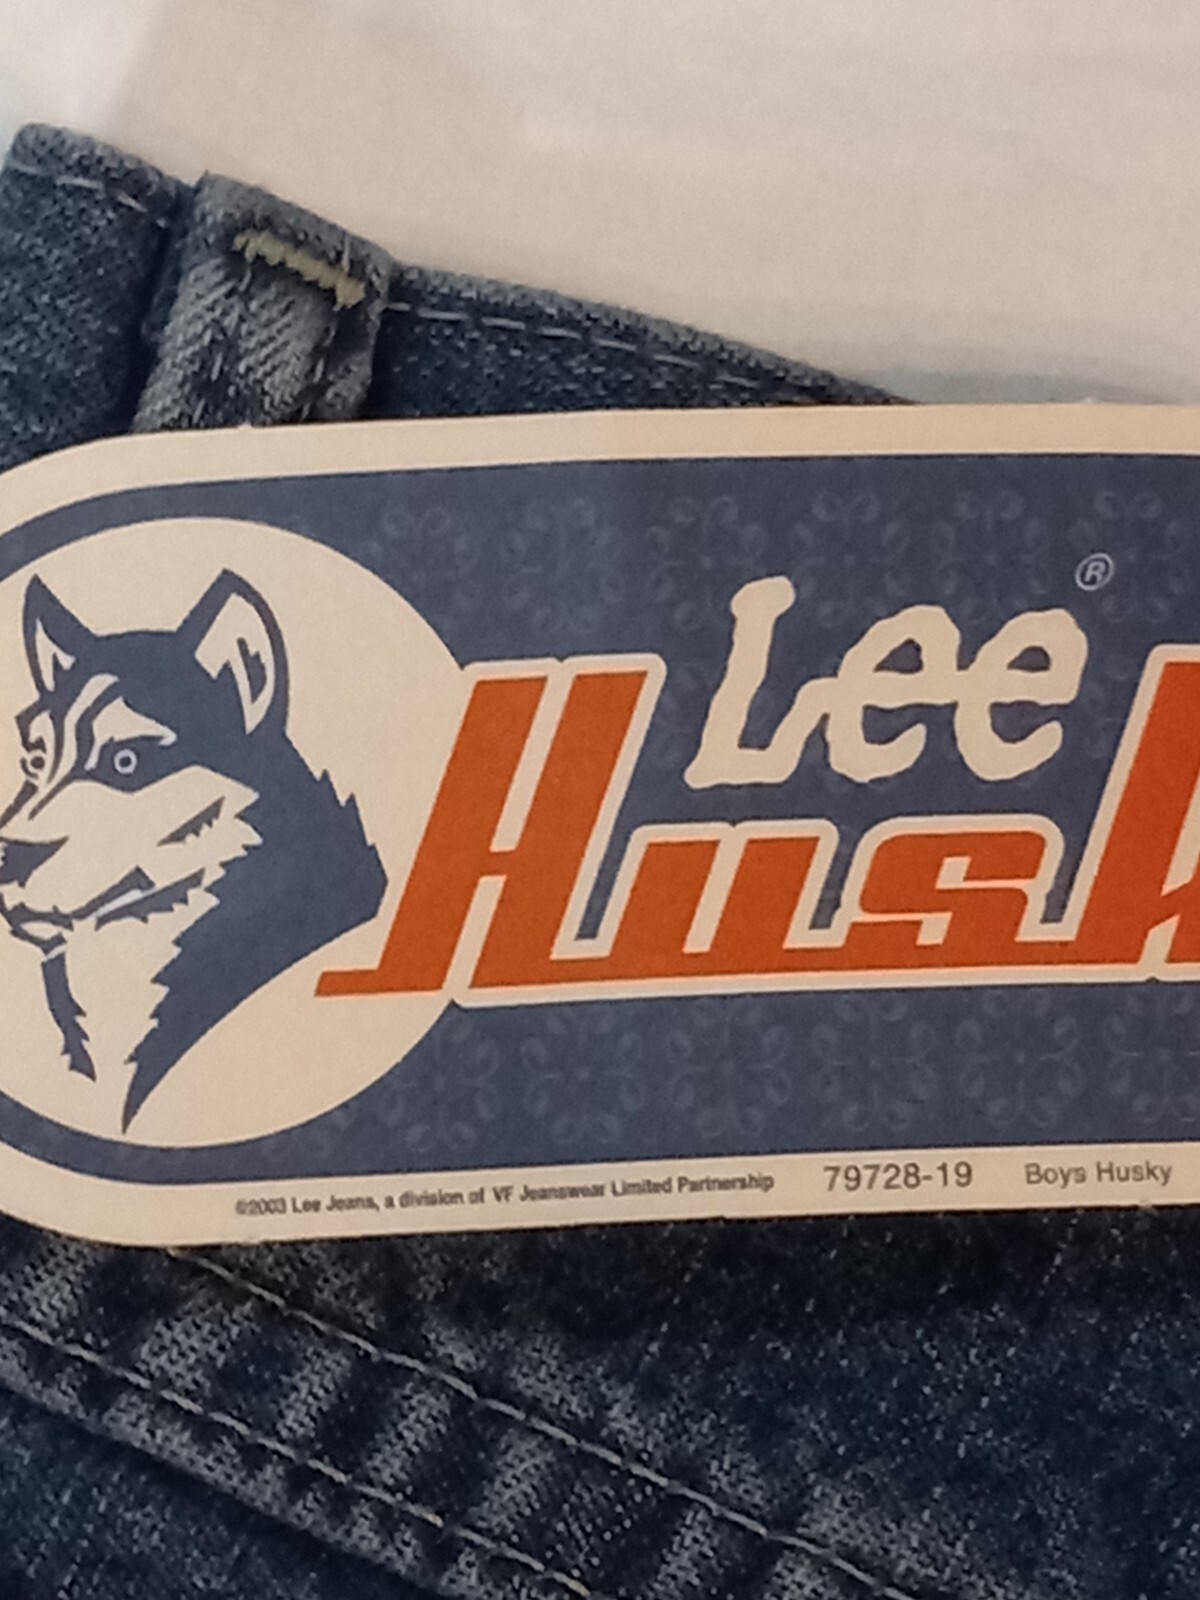 Lee®
Husk
©2003 Lee Jeans, a division of VF Jeanswear Limited Partnership 79728-19 Boys Husky